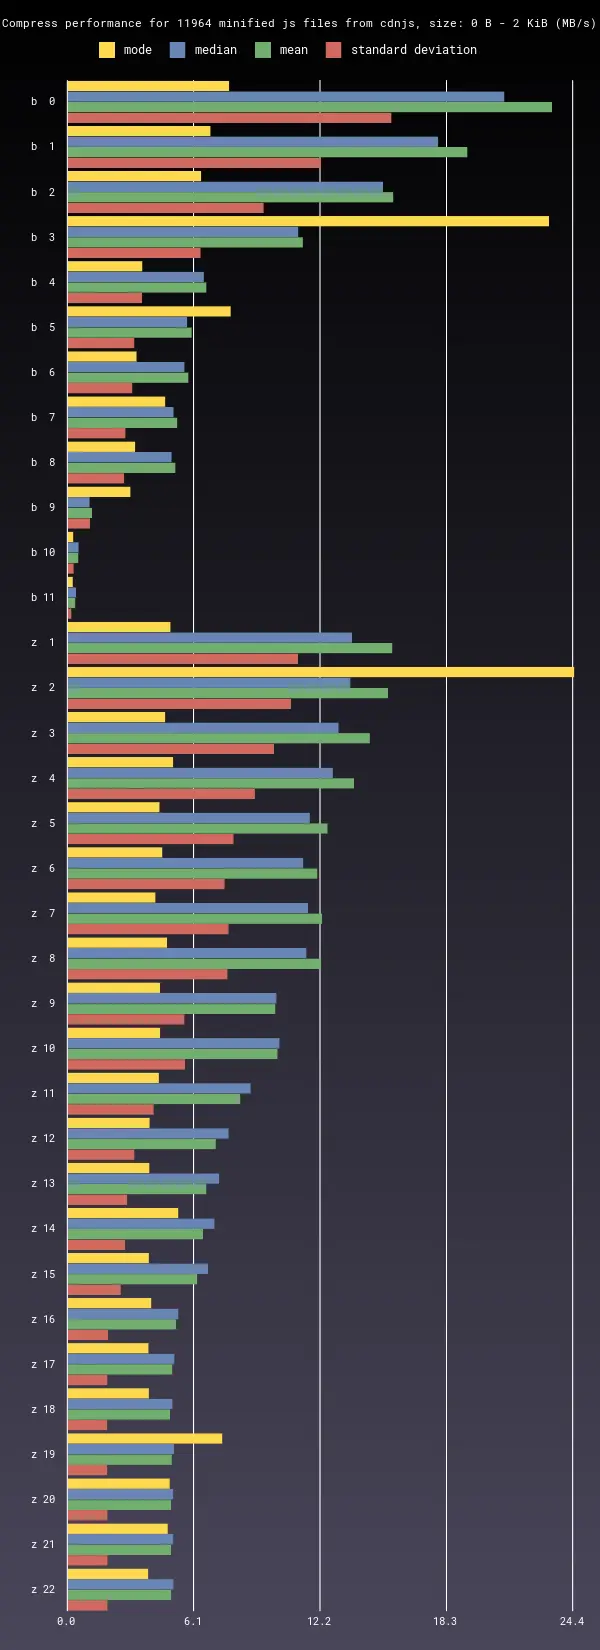 Compress performance for 11964 minified js files from cdnjs, size: 0 B - 2 KiB (MB/s)
mode median mean standard deviation
b 0
b 1
b 2
b 3
b 4
b 5
b 6
b 7
b 8
b 9
b 10
b 11
z 1
z 2
z 3
z 4
z 5
z 6
z 7
z 8
z 9
z 10
z 11
z 12
z 13
z 14
z 15
z 16
z 17
z 18
z 19
z 20
z 21
z 22
0.0 6.1 12.2 18.3 24.4